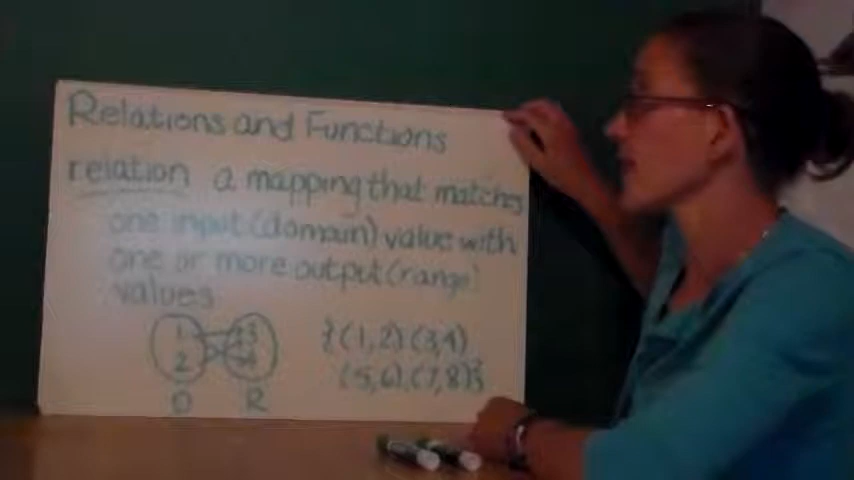 Relations and Functions
relation a mapping that matches
one input (domain) value with
one or more output (range)
values
1 3
2 4
{(1,2) (3,4)
(5,6), (7,8)}
D R